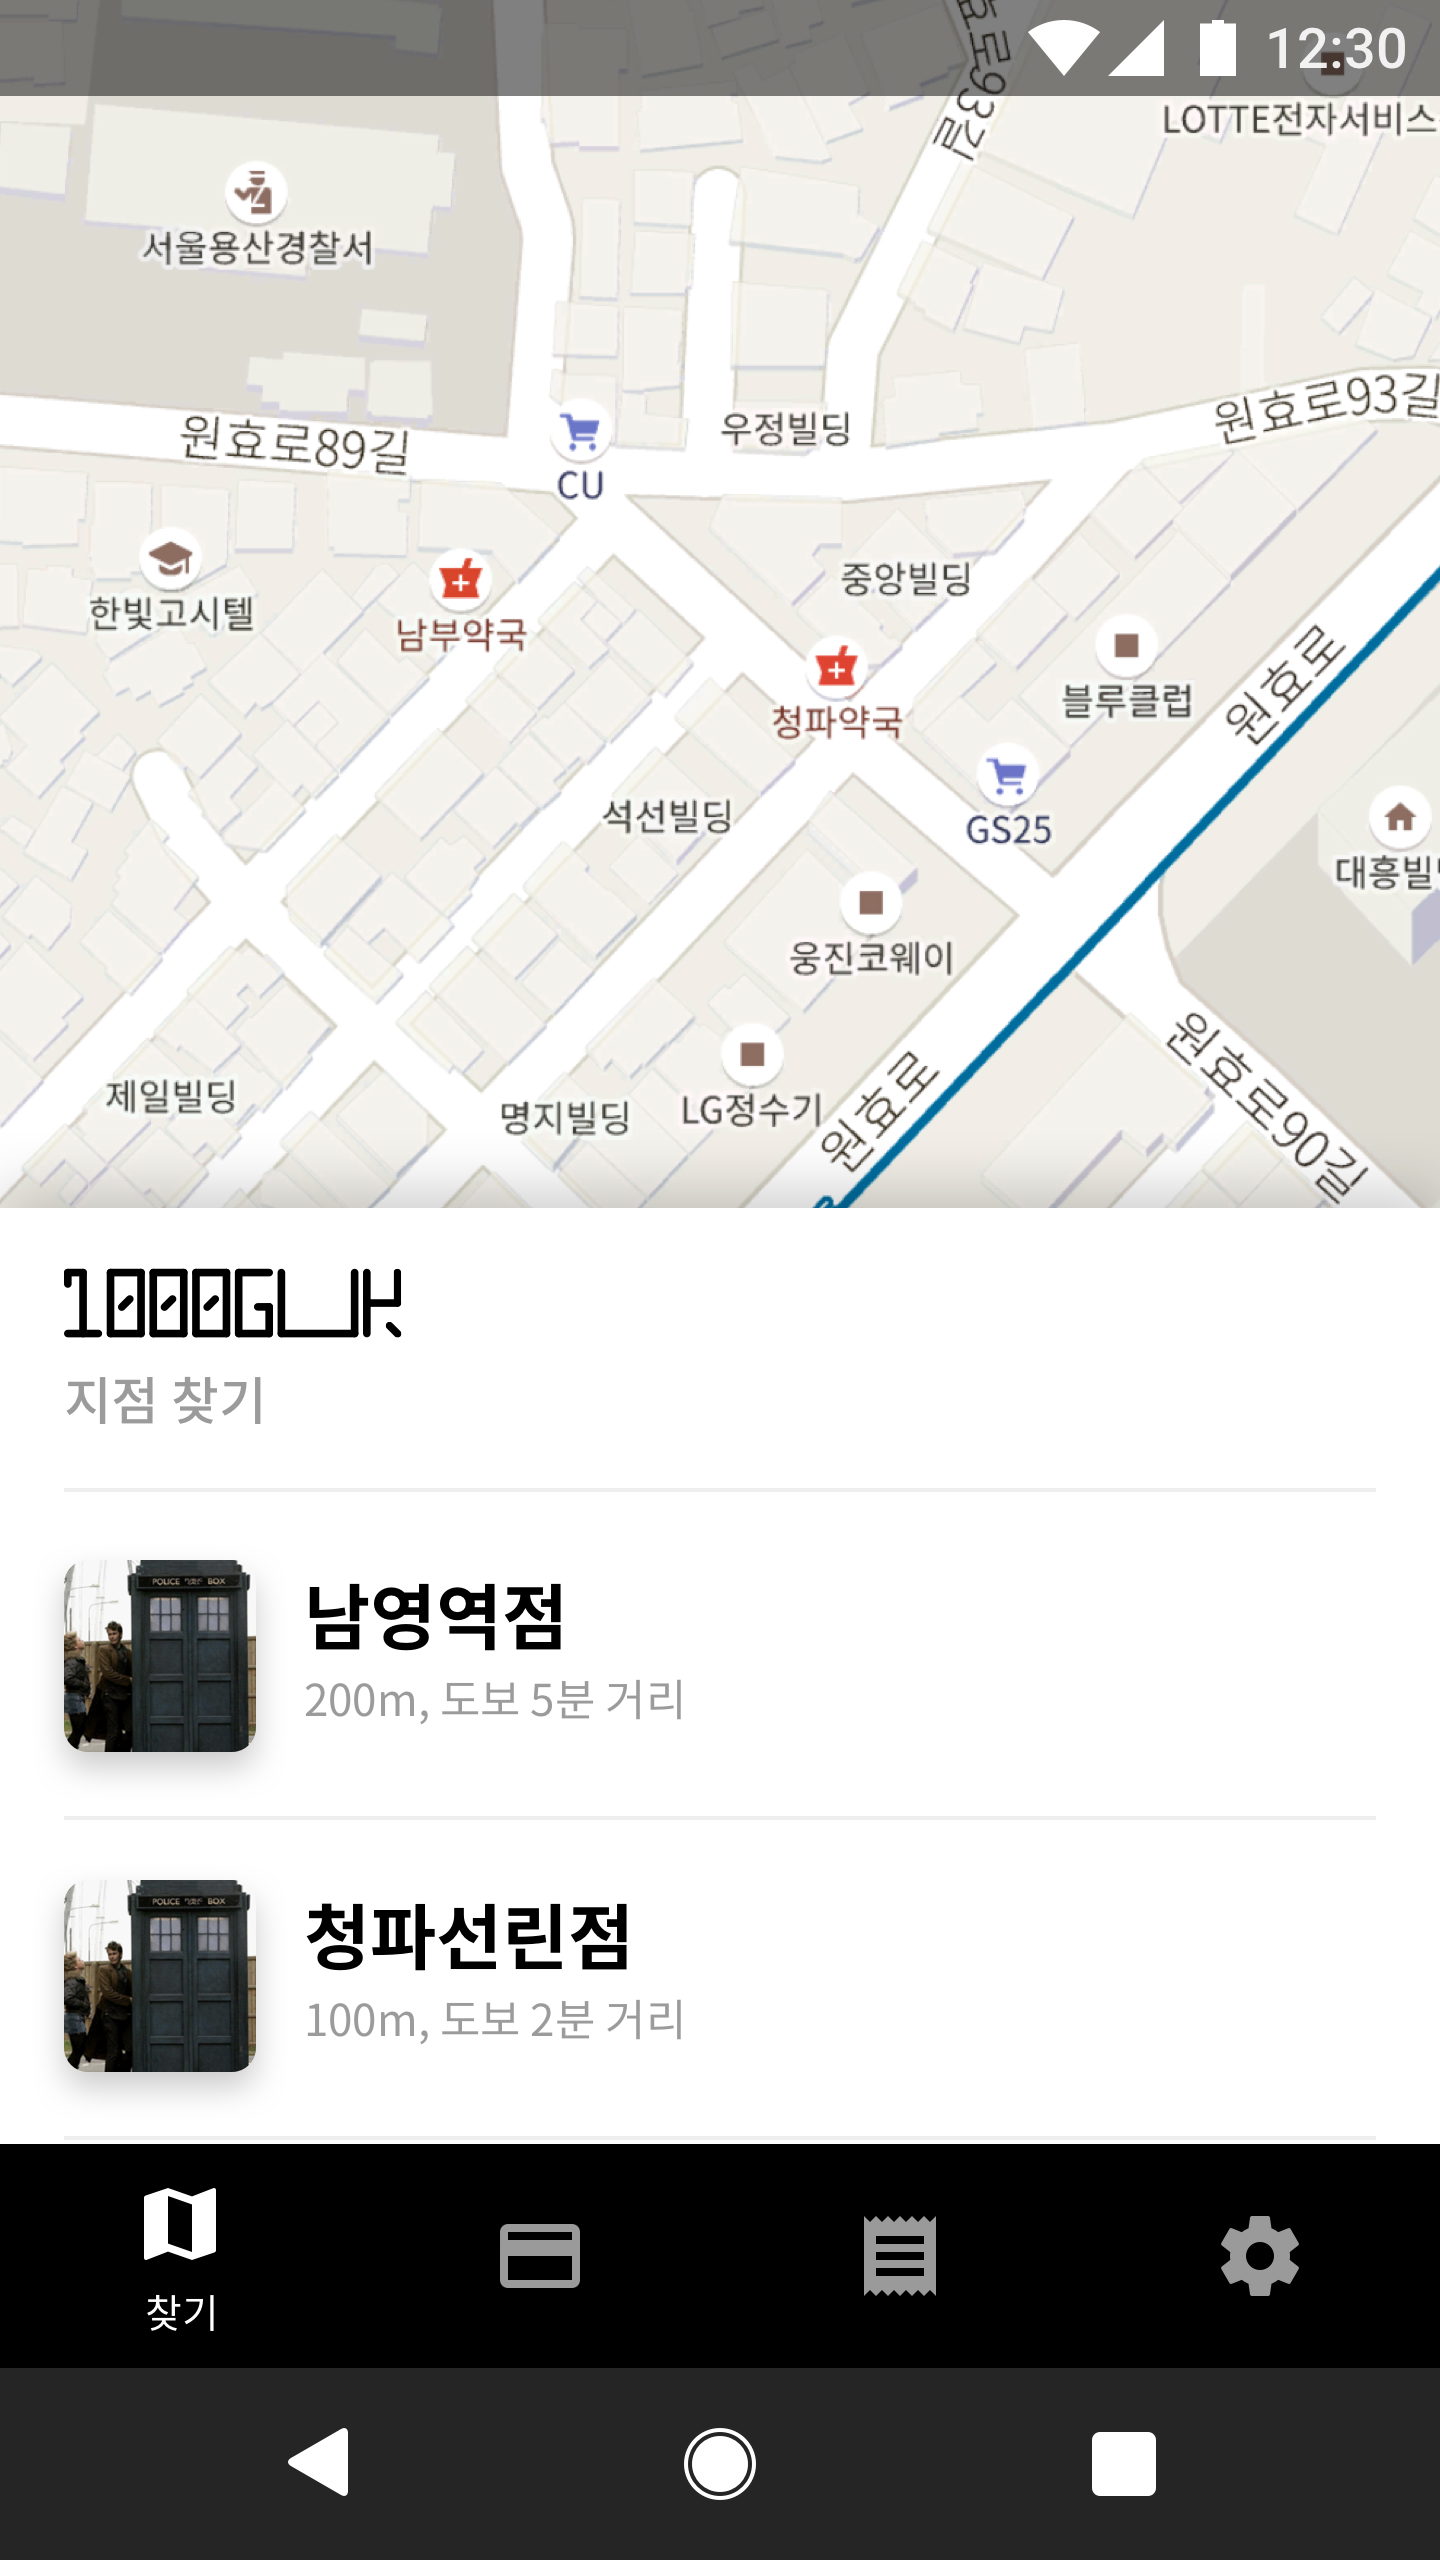 12:30
효로93길
LOTTE전자서비스
서울용산경찰서
원효로93길
우정빌딩
원효로89길
CU
중앙빌딩
한빛고시텔
남부약국
원효로
블루클럽
청파약국
석선빌딩
GS25
대흥빌
웅진코웨이
원효로90길
제일빌딩
명지빌딩
LG정수기
원효로
1000GLJK
지점 찾기
POLICE PUBLIC CALL BOX
남영역점
200m, 도보 5분 거리
POLICE PUBLIC CALL BOX
청파선린점
100m, 도보 2분 거리
찾기